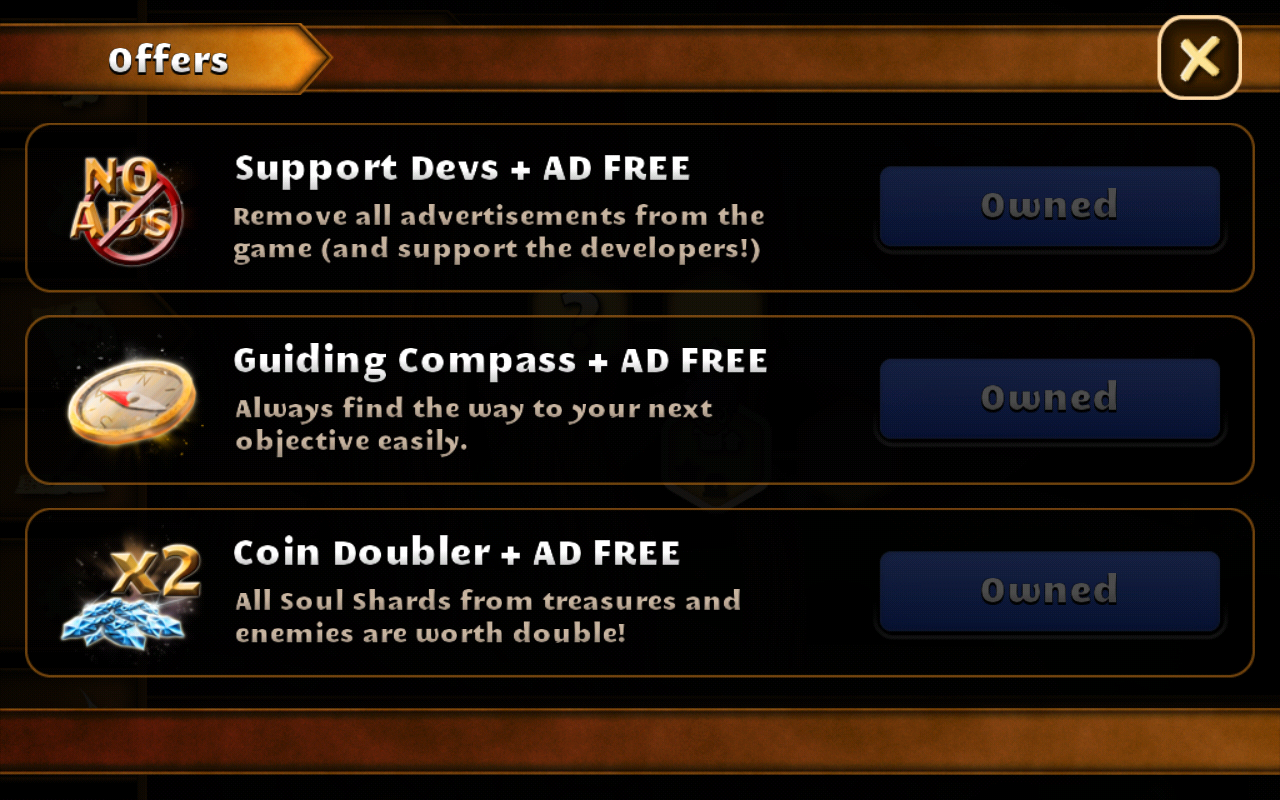 Offers
NO
ADs
Support Devs + AD FREE
Remove all advertisements from the
game (and support the developers!)
Owned
Guiding Compass + AD FREE
Always find the way to your next
objective easily.
Owned
X2
Coin Doubler + AD FREE
All Soul Shards from treasures and
enemies are worth double!
Owned